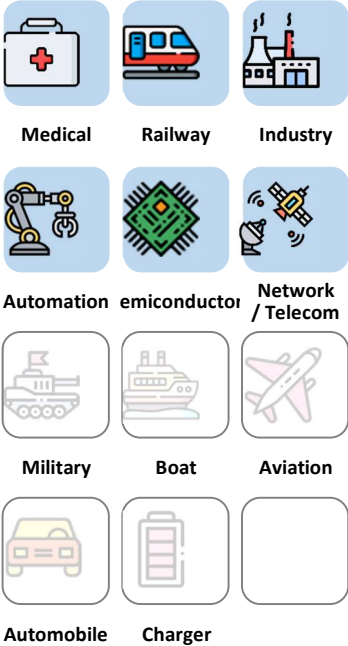 Medical Railway Industry
Automation emiconductor Network
/ Telecom
Military Boat Aviation
Automobile Charger